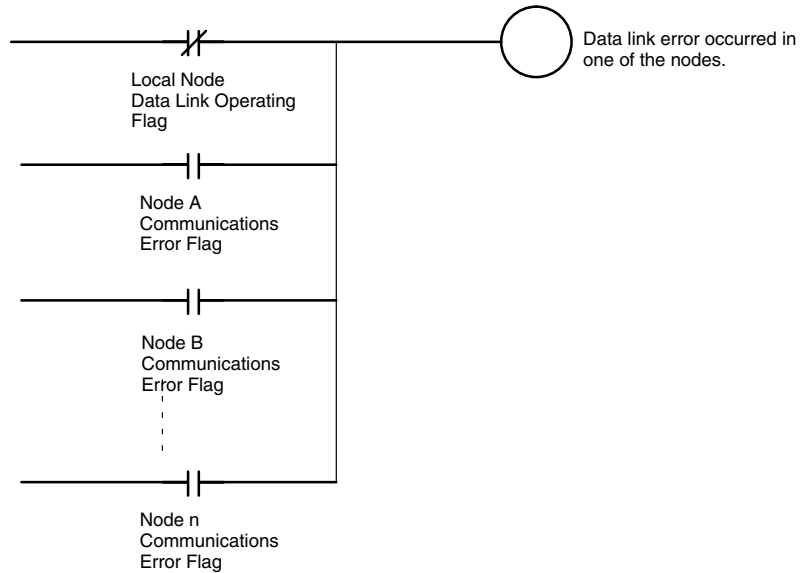 Data link error occurred in
one of the nodes.
Local Node
Data Link Operating
Flag
Node A
Communications
Error Flag
Node B
Communications
Error Flag
Node n
Communications
Error Flag